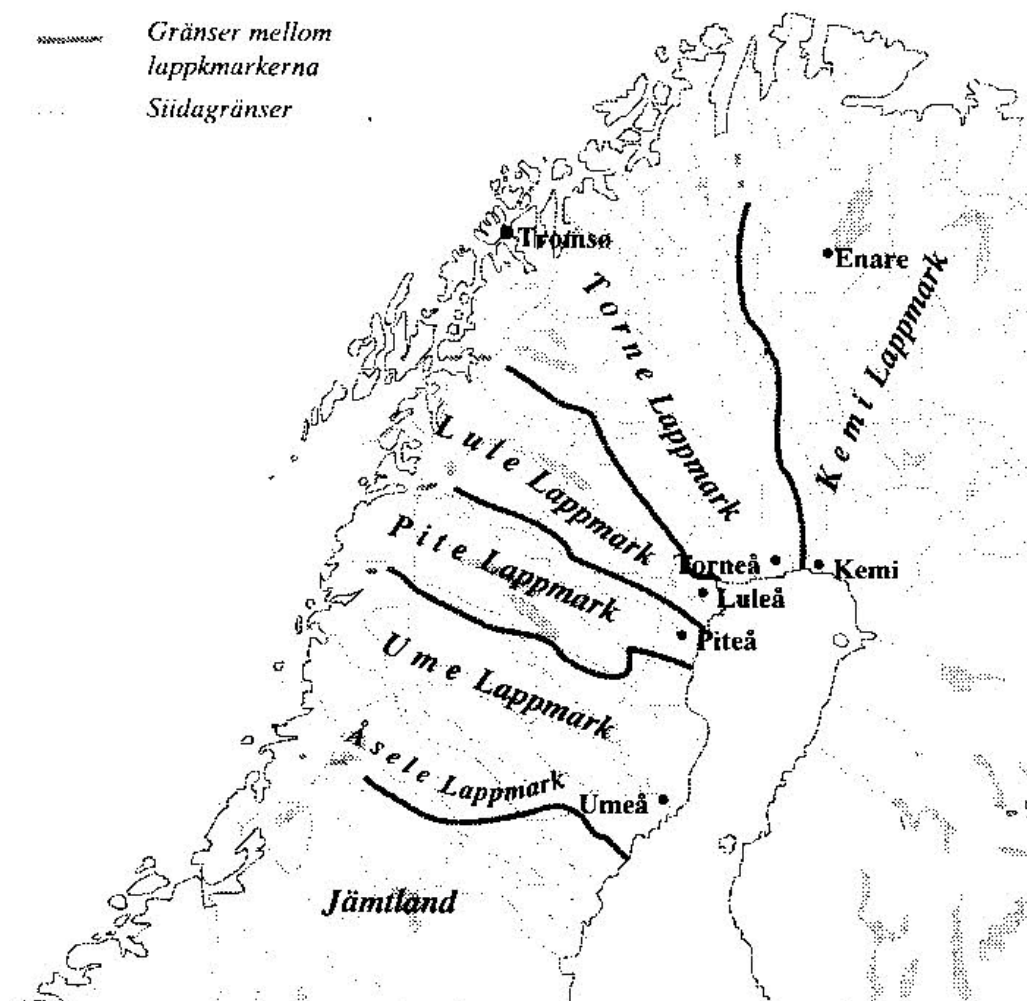 Gränser mellom
lappkmarkerna
Siidagränser
Tromsø
Enare
Torne Lappmark
Kemi Lappmark
Lule Lappmark
Pite Lappmark
Torneå
Kemi
Luleå
Piteå
Ume Lappmark
Åsele Lappmark
Umeå
Jämtland